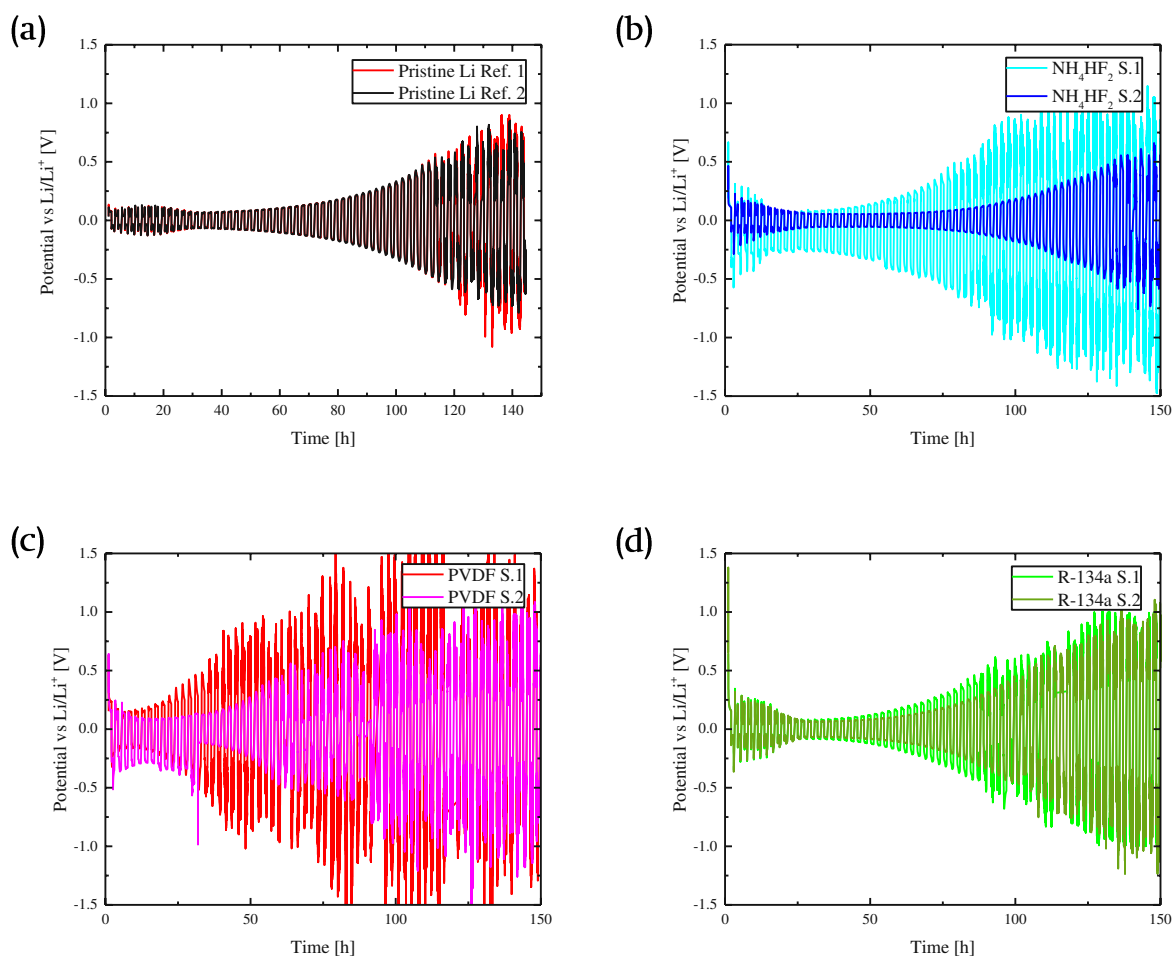 (a)
1.5
1.0
0.5
0.0
-0.5
-1.0
-1.5
Potential vs Li/Li⁺ [V]
Pristine Li Ref. 1
Pristine Li Ref. 2
0 20 40 60 80 100 120 140
Time [h]
(b)
1.5
1.0
0.5
0.0
-0.5
-1.0
-1.5
Potential vs Li/Li⁺ [V]
NH₄HF₂ S.1
NH₄HF₂ S.2
0 50 100 150
Time [h]
(c)
1.5
1.0
0.5
0.0
-0.5
-1.0
-1.5
Potential vs Li/Li⁺ [V]
PVDF S.1
PVDF S.2
0 50 100 150
Time [h]
(d)
1.5
1.0
0.5
0.0
-0.5
-1.0
-1.5
Potential vs Li/Li⁺ [V]
R-134a S.1
R-134a S.2
0 50 100 150
Time [h]